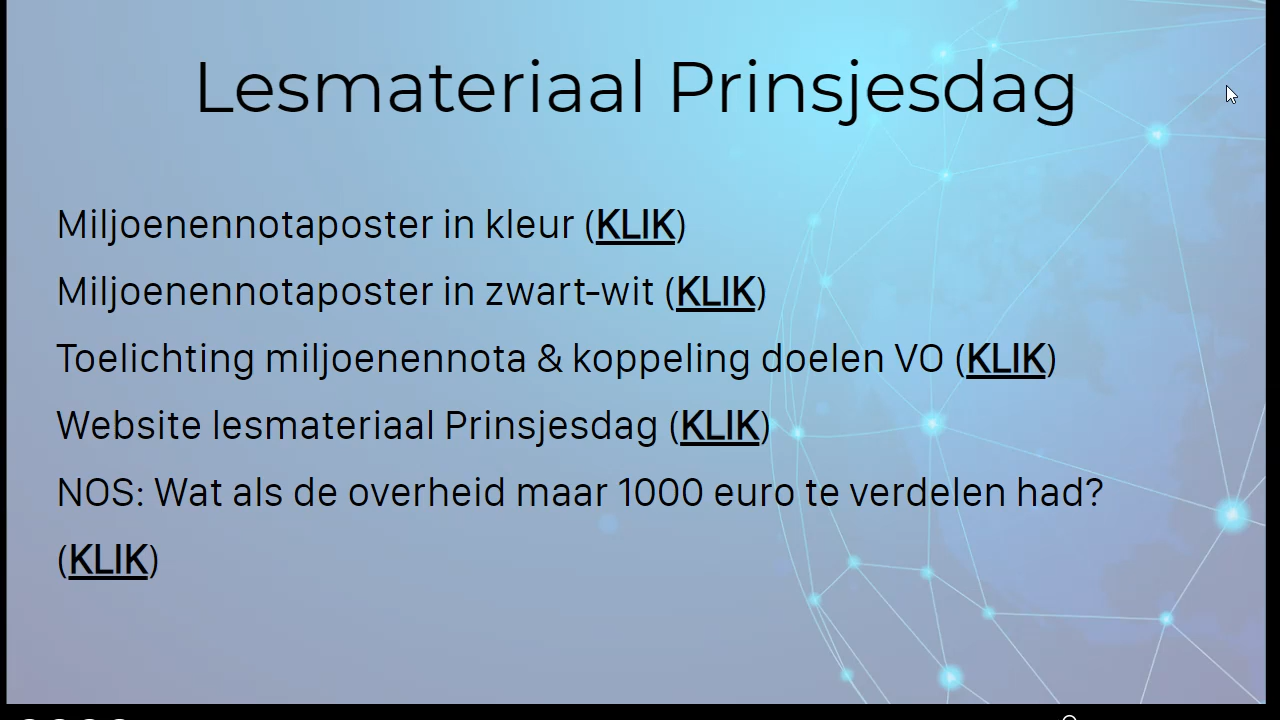 Lesmateriaal Prinsjesdag
Miljoenennotaposter in kleur (KLIK)
Miljoenennotaposter in zwart-wit (KLIK)
Toelichting miljoenennota & koppeling doelen VO (KLIK)
Website lesmateriaal Prinsjesdag (KLIK)
NOS: Wat als de overheid maar 1000 euro te verdelen had?
(KLIK)